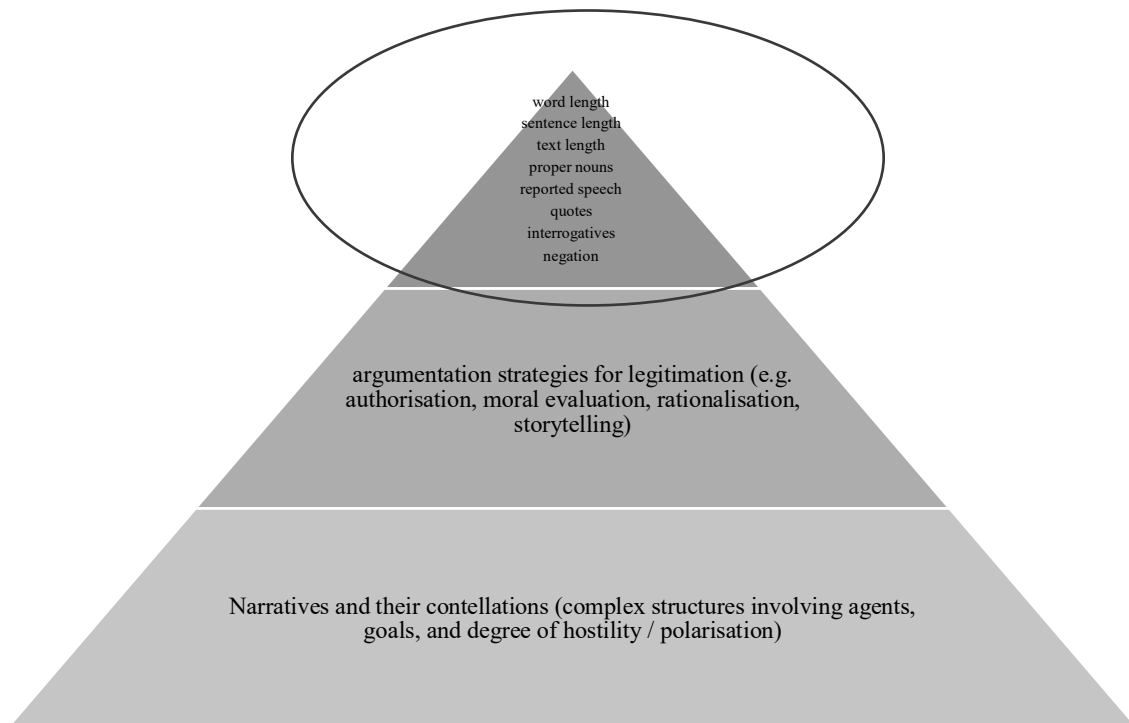 word length
sentence length
text length
proper nouns
reported speech
quotes
interrogatives
negation
argumentation strategies for legitimation (e.g.
authorisation, moral evaluation, rationalisation,
storytelling)
Narratives and their contellations (complex structures involving agents,
goals, and degree of hostility / polarisation)